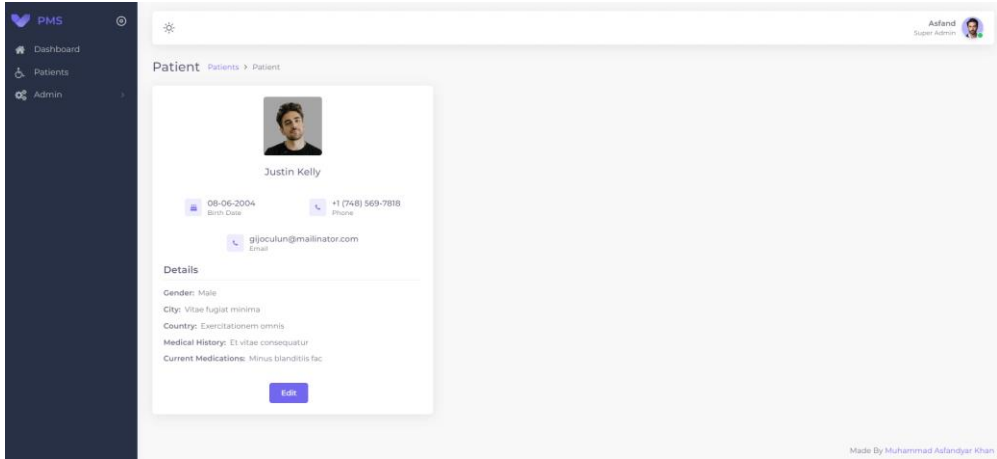 PMS
Dashboard
Patients
Admin
Asfand
Super Admin
Patient Patients > Patient
Justin Kelly
08-06-2004
Birth Date
+1 (748) 569-7818
Phone
gijoculun@mailinator.com
Email
Details
Gender: Male
City: Vitae fugiat minima
Country: Exercitationem omnis
Medical History: Et vitae consequatur
Current Medications: Minus blanditiis fac
Edit
Made By Muhammad Asfandyar Khan